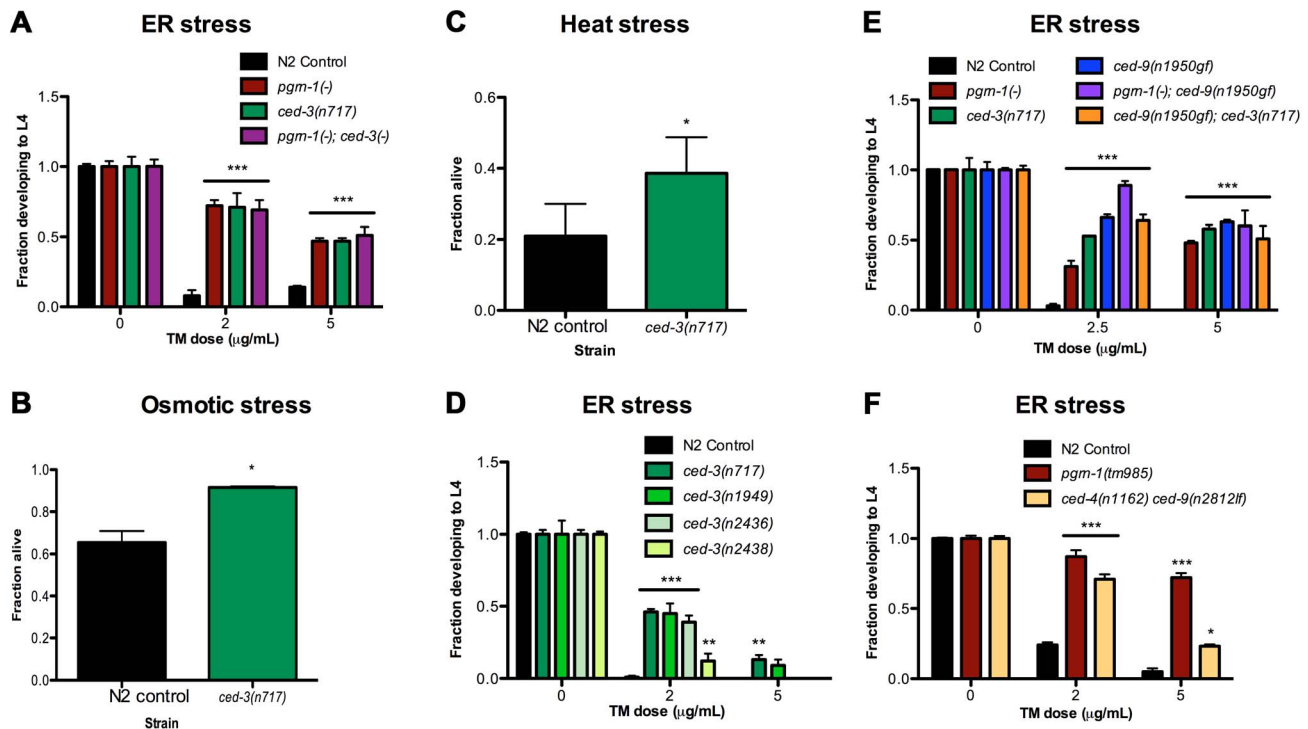 A
ER stress
N2 Control
pgrn-1(-)
ced-3(n717)
pgrn-1(-); ced-3(-)
Fraction developing to L4
1.5
1.0
0.5
0.0
***
***
0
2
5
TM dose (μg/mL)
B
Osmotic stress
Fraction alive
1.0
0.8
0.6
0.4
0.2
0.0
*
N2 control
ced-3(n717)
Strain
C
Heat stress
Fraction alive
0.6
0.4
0.2
0.0
*
N2 control
ced-3(n717)
Strain
D
ER stress
N2 Control
ced-3(n717)
ced-3(n1949)
ced-3(n2436)
ced-3(n2438)
Fraction developing to L4
1.5
1.0
0.5
0.0
***
**
**
0
2
5
TM dose (μg/mL)
E
ER stress
N2 Control
pgrn-1(-)
ced-3(n717)
ced-9(n1950gf)
pgrn-1(-); ced-9(n1950gf)
ced-9(n1950gf); ced-3(n717)
Fraction developing to L4
1.5
1.0
0.5
0.0
***
***
0
2.5
5
TM dose (μg/mL)
F
ER stress
N2 Control
pgrn-1(tm985)
ced-4(n1162) ced-9(n2812lf)
Fraction developing to L4
1.5
1.0
0.5
0.0
***
***
*
0
2
5
TM dose (μg/mL)